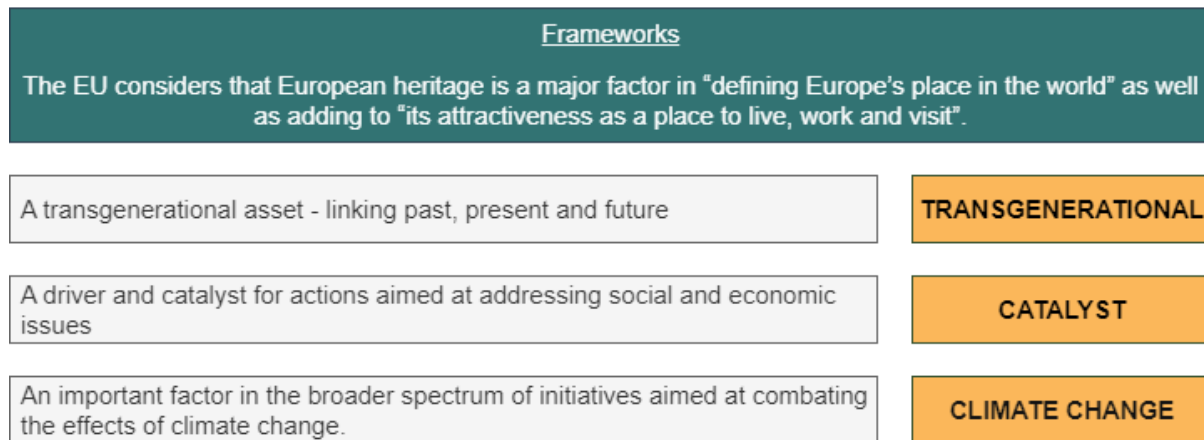 Frameworks
The EU considers that European heritage is a major factor in “defining Europe’s place in the world” as well
as adding to “its attractiveness as a place to live, work and visit”.
A transgenerational asset - linking past, present and future
TRANSGENERATIONAL
A driver and catalyst for actions aimed at addressing social and economic
issues
CATALYST
An important factor in the broader spectrum of initiatives aimed at combating
the effects of climate change.
CLIMATE CHANGE